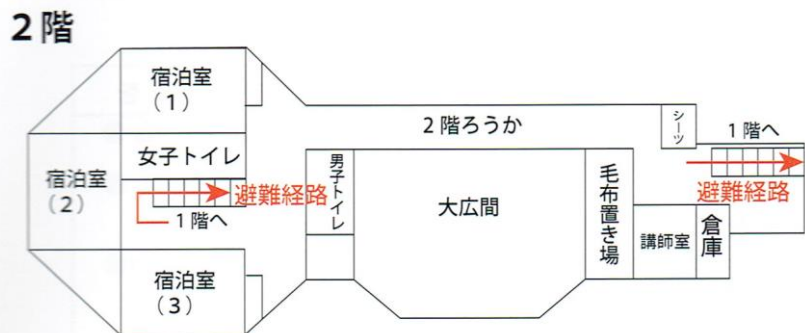 2階
宿泊室
(1)
2階ろうか
シーツ
1階へ
女子トイレ
男子トイレ
宿泊室
(2)
避難経路
大広間
毛布置き場
避難経路
1階へ
講師室
倉庫
宿泊室
(3)